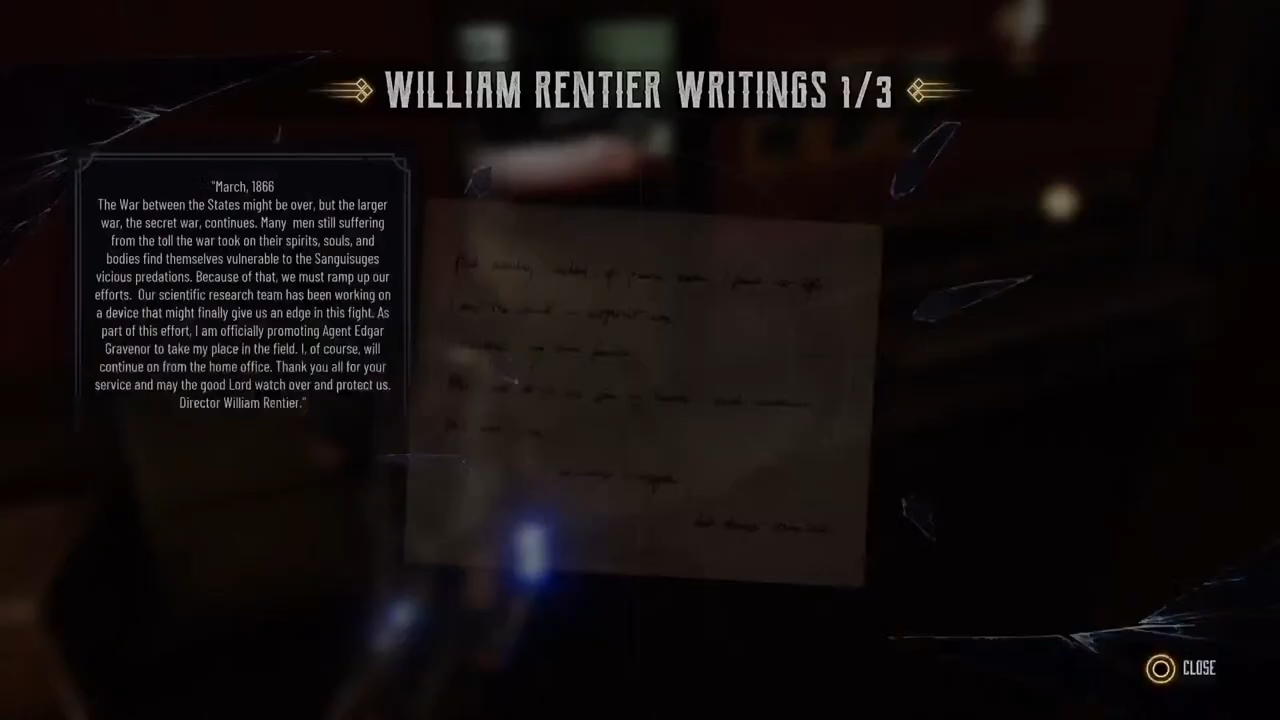 WILLIAM RENTIER WRITINGS 1/3
"March, 1866
The War between the States might be over, but the larger
war, the secret war, continues. Many  men still suffering
from the toll the war took on their spirits, souls, and
bodies find themselves vulnerable to the Sanguisuges
vicious predations. Because of that, we must ramp up our
efforts.  Our scientific research team has been working on
a device that might finally give us an edge in this fight. As
part of this effort, I am officially promoting Agent Edgar
Gravenor to take my place in the field. I, of course, will
continue on from the home office. Thank you all for your
service and may the good Lord watch over and protect us.
Director William Rentier."
CLOSE